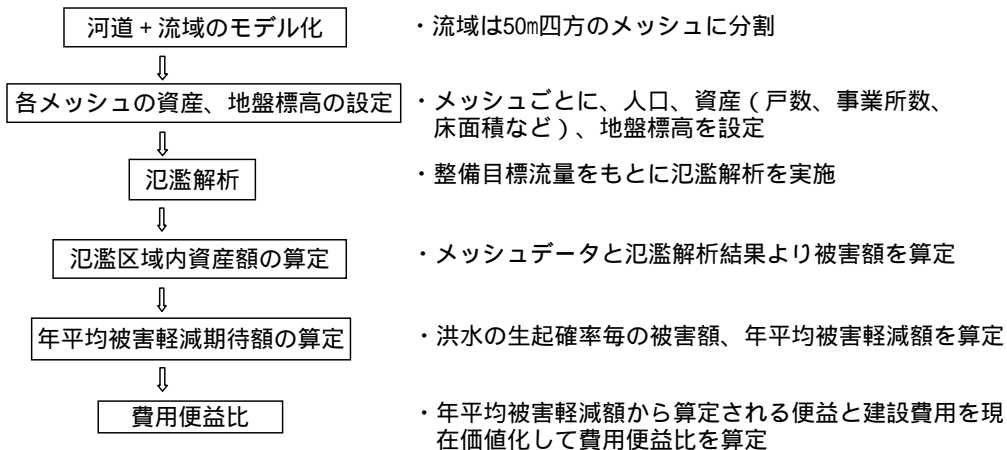 河道＋流域のモデル化
・流域は50m四方のメッシュに分割
⇩
各メッシュの資産、地盤標高の設定
・メッシュごとに、人口、資産（戸数、事業所数、
床面積など）、地盤標高を設定
⇩
氾濫解析
・整備目標流量をもとに氾濫解析を実施
⇩
氾濫区域内資産額の算定
・メッシュデータと氾濫解析結果より被害額を算定
⇩
年平均被害軽減期待額の算定
・洪水の生起確率毎の被害額、年平均被害軽減額を算定
⇩
費用便益比
・年平均被害軽減額から算定される便益と建設費用を現
在価値化して費用便益比を算定